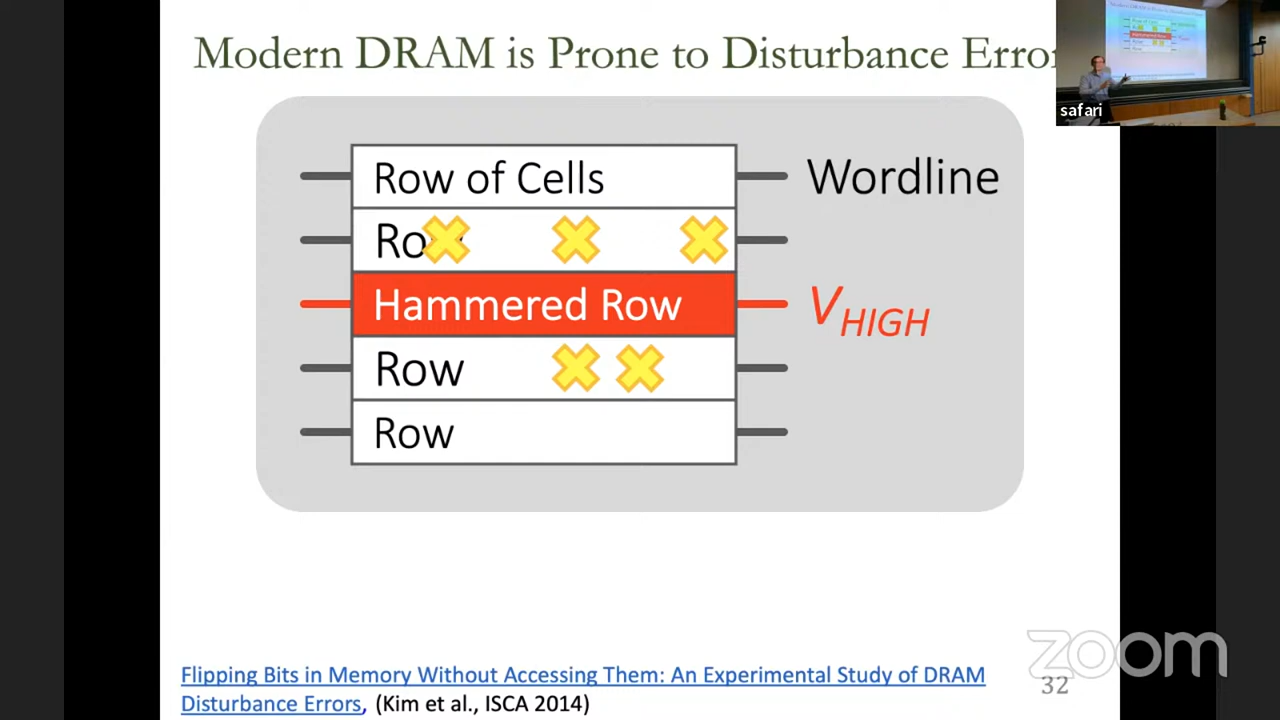 Modern DRAM is Prone to Disturbance Error
safari
Row of Cells
Wordline
Ro
Hammered Row
VHIGH
Row
Row
Flipping Bits in Memory Without Accessing Them: An Experimental Study of DRAM
Disturbance Errors, (Kim et al., ISCA 2014)
zoom
32